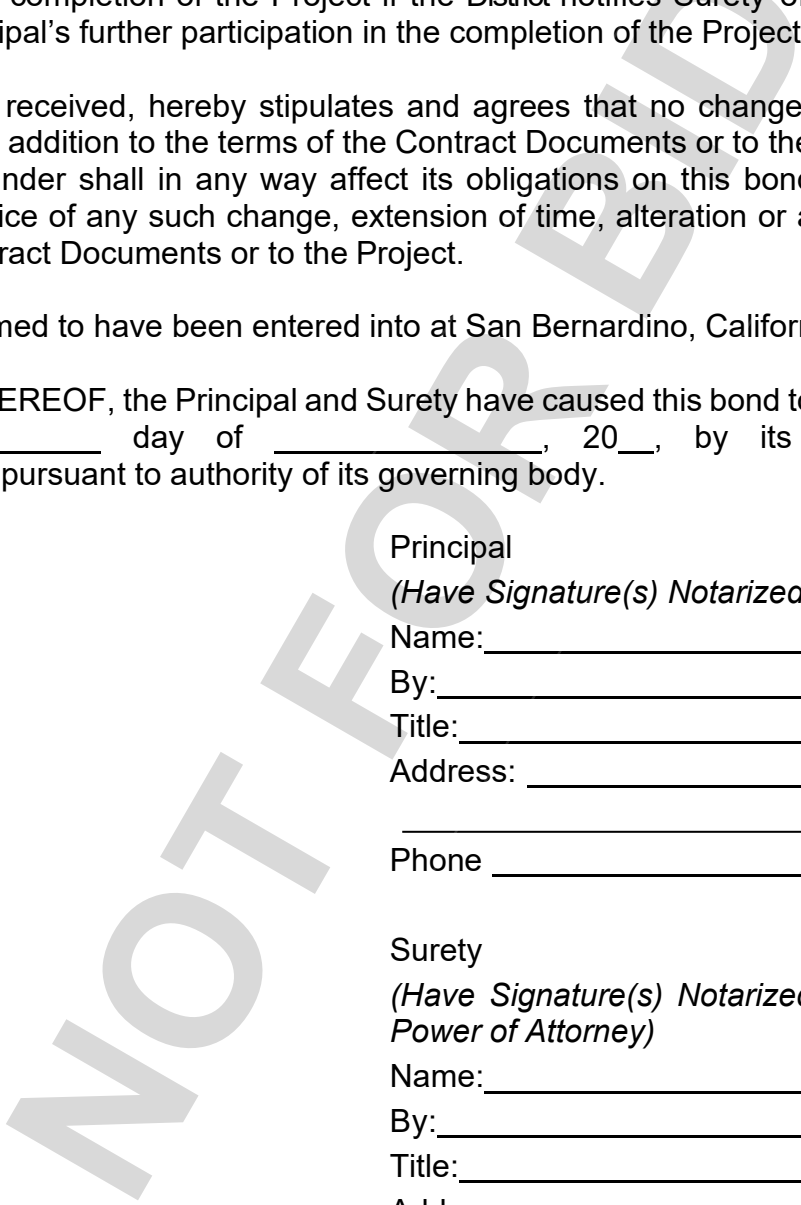 completion of the Project if the District notifies Surety
ipal's further participation in the completion of the Project
received, hereby stipulates and agrees that no change
addition to the terms of the Contract Documents or to the
nder shall in any way affect its obligations on this bond
ice of any such change, extension of time, alteration or a
ract Documents or to the Project.
med to have been entered into at San Bernardino, Califor
EREOF, the Principal and Surety have caused this bond to
______ day of _______________, 20__, by its
pursuant to authority of its governing body.
Principal
(Have Signature(s) Notarized
Name:
By:
Title:
Address:
Phone
Surety
(Have Signature(s) Notarized
Power of Attorney)
Name:
By:
Title:
NOT FOR BID